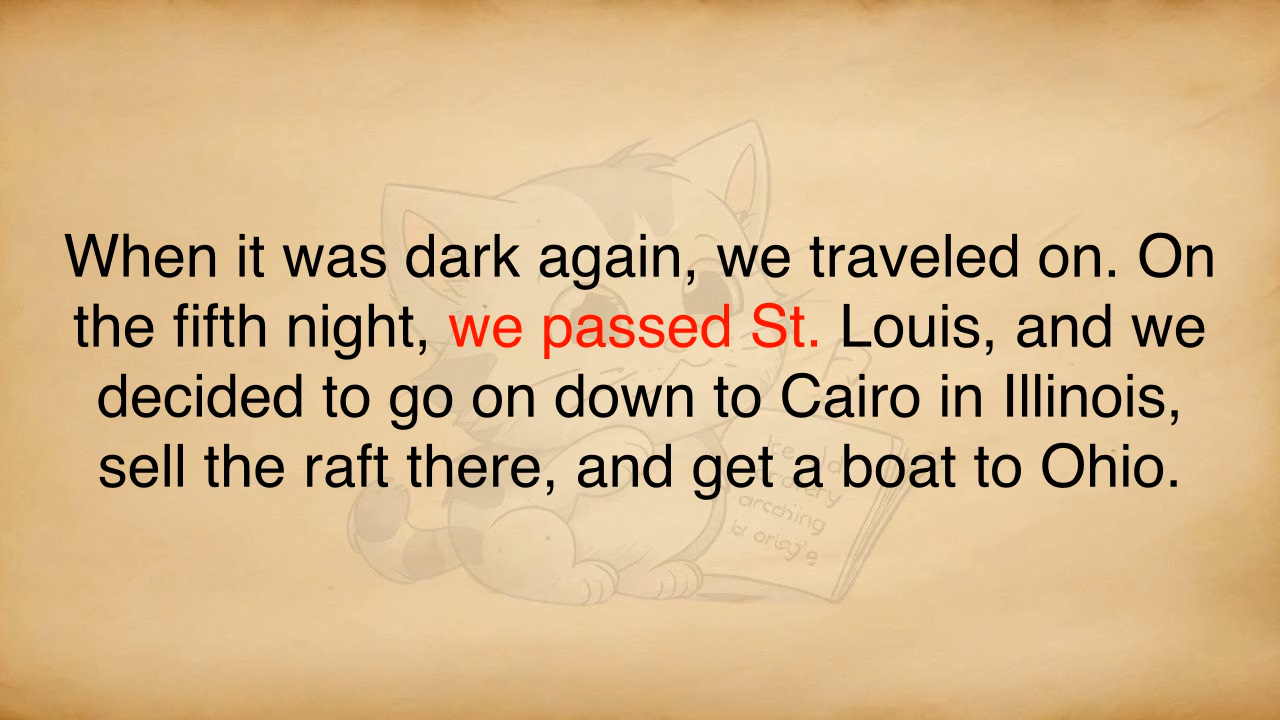 When it was dark again, we traveled on. On
the fifth night, we passed St. Louis, and we
decided to go on down to Cairo in Illinois,
sell the raft there, and get a boat to Ohio.